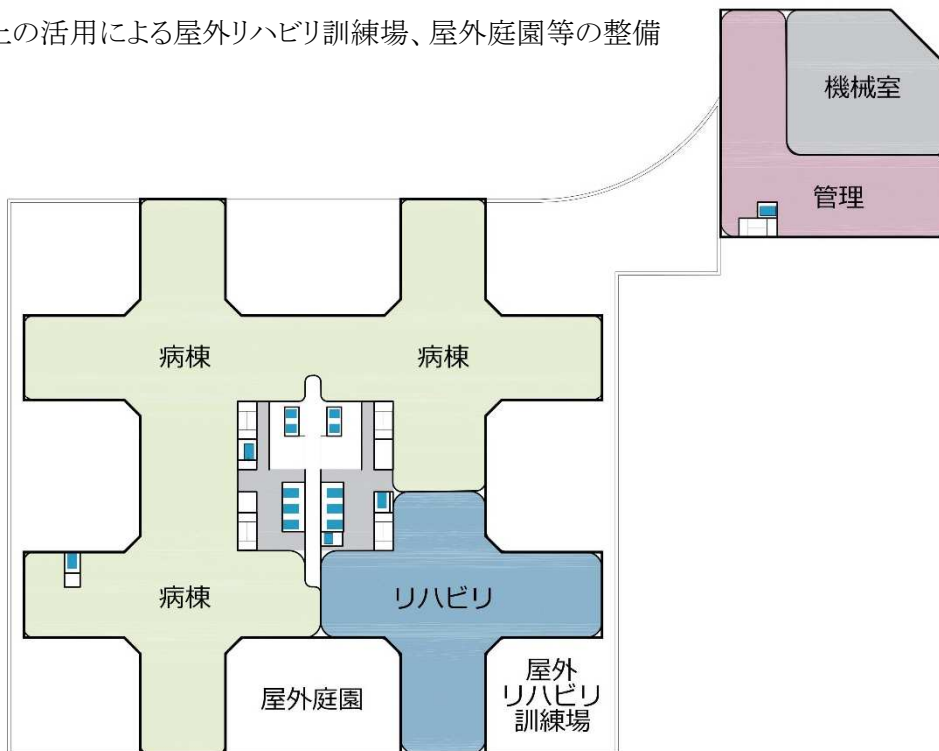 の活用による屋外リハビリ訓練場、屋外庭園等の整備
機械室
管理
病棟
病棟
病棟
リハビリ
屋外庭園
屋外
リハビリ
訓練場